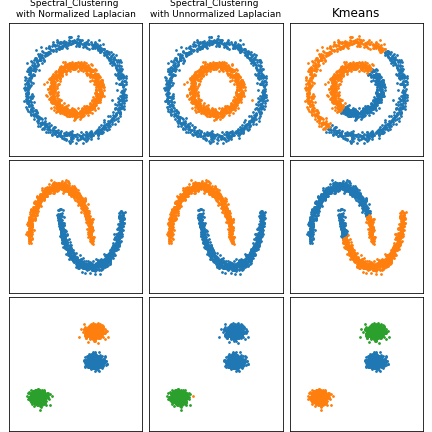 Spectral_Clustering
with Normalized Laplacian
Spectral_Clustering
with Unnormalized Laplacian
Kmeans